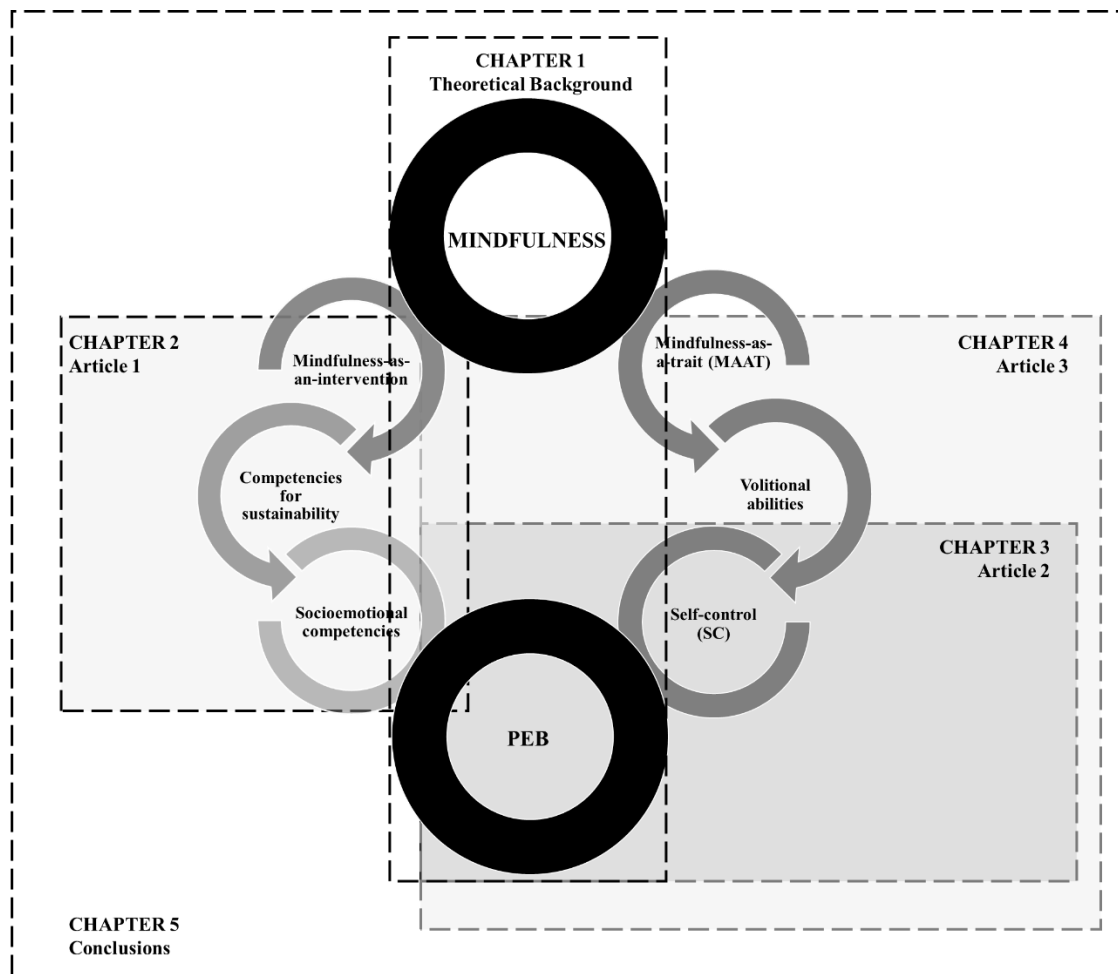 CHAPTER 1
Theoretical Background
MINDFULNESS
CHAPTER 2
Article 1
Mindfulness-as-
an-intervention
Mindfulness-as-
a-trait (MAAT)
CHAPTER 4
Article 3
Competencies
for
sustainability
Volitional
abilities
CHAPTER 3
Article 2
Socioemotional
competencies
Self-control
(SC)
PEB
CHAPTER 5
Conclusions